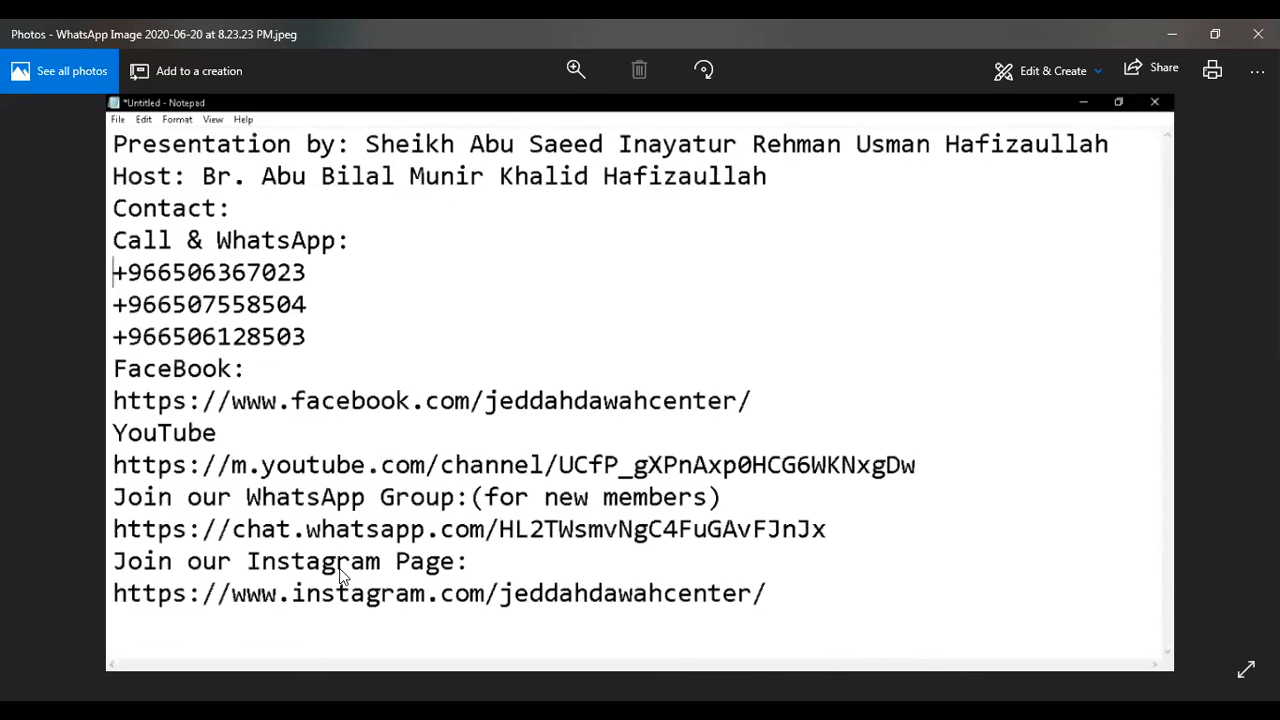 Photos - WhatsApp Image 2020-06-20 at 8.23.23 PM.jpeg
See all photos
Add to a creation
Edit & Create
Share
*Untitled - Notepad
File Edit Format View Help
Presentation by: Sheikh Abu Saeed Inayatur Rehman Usman Hafizaullah
Host: Br. Abu Bilal Munir Khalid Hafizaullah
Contact:
Call & WhatsApp:
+966506367023
+966507558504
+966506128503
FaceBook:
https://www.facebook.com/jeddahdawahcenter/
YouTube
https://m.youtube.com/channel/UCfP_gXPnAxp0HCG6WKNxgDw
Join our WhatsApp Group:(for new members)
https://chat.whatsapp.com/HL2TWsmvNgC4FuGAvFJnJx
Join our Instagram Page:
https://www.instagram.com/jeddahdawahcenter/